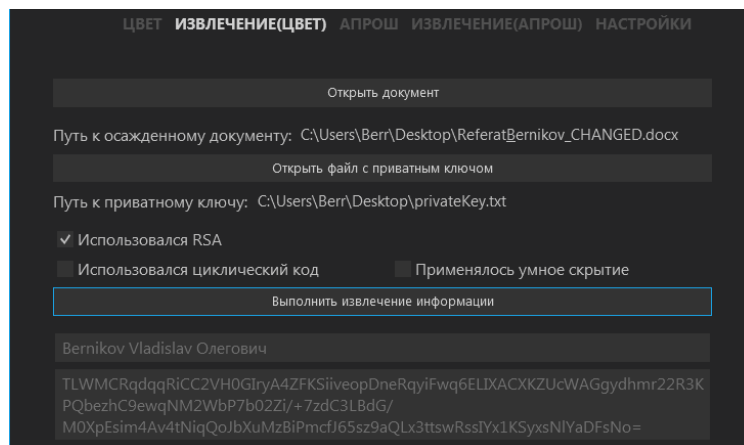 ЦВЕТ ИЗВЛЕЧЕНИЕ(ЦВЕТ) АПРОШ ИЗВЛЕЧЕНИЕ(АПРОШ) НАСТРОЙКИ
Открыть документ
Путь к осажденному документу: C:\Users\Berr\Desktop\ReferatBernikov_CHANGED.docx
Открыть файл с приватным ключом
Путь к приватному ключу: C:\Users\Berr\Desktop\privateKey.txt
Использовался RSA
Использовался циклический код Применялось умное скрытие
Выполнить извлечение информации
Bernikov Vladislav Олегович
TLWMCRqdqqRiCC2VH0GIryA4ZFKSiiveopDneRqyiFwq6ELIXACXKZUcWAGgydhmr22R3K
PQbezhC9ewqNM2WbP7b02Zi/+7zdC3LBdG/
M0XpEsim4Av4tNiqQoJbXuMzBiPmcfJ65sz9aQLx3ttswRssIYx1KSyxsNlYaDFsNo=